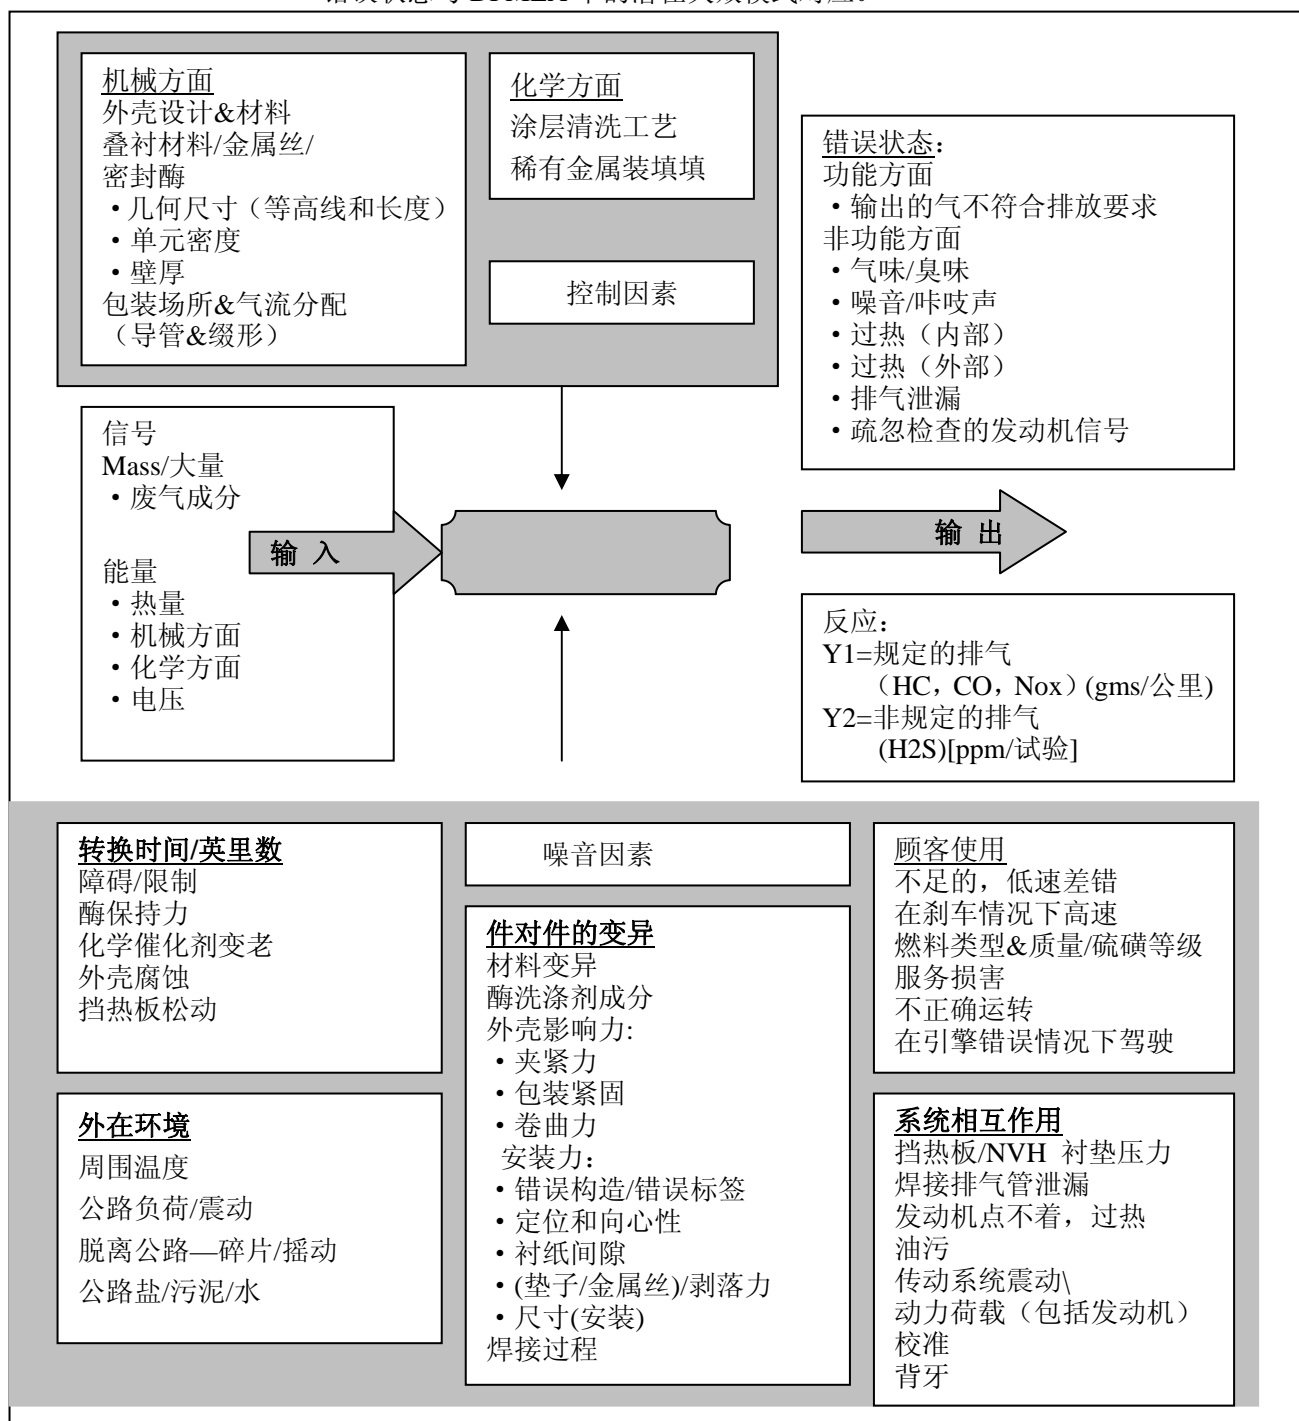 机械方面
外壳设计&材料
叠衬材料/金属丝/
密封酶
·几何尺寸（等高线和长度）
·单元密度
·壁厚
包装场所&气流分配
（导管&缀形）
化学方面
涂层清洗工艺
稀有金属装填填
控制因素
错误状态：
功能方面
·输出的气不符合排放要求
非功能方面
·气味/臭味
·噪音/咔吱声
·过热（内部）
·过热（外部）
·排气泄漏
·疏忽检查的发动机信号
信号
Mass/大量
·废气成分
能量
·热量
·机械方面
·化学方面
·电压
输 入
输 出
反应：
Y1=规定的排气
（HC，CO，Nox）(gms/公里)
Y2=非规定的排气
(H2S)[ppm/试验]
转换时间/英里数
障碍/限制
酶保持力
化学催化剂变老
外壳腐蚀
挡热板松动
外在环境
周围温度
公路负荷/震动
脱离公路—碎片/摇动
公路盐/污泥/水
噪音因素
件对件的变异
材料变异
酶洗涤剂成分
外壳影响力:
·夹紧力
·包装紧固
·卷曲力
安装力：
·错误构造/错误标签
·定位和向心性
·衬纸间隙
·(垫子/金属丝)/剥落力
·尺寸(安装)
焊接过程
顾客使用
不足的，低速差错
在刹车情况下高速
燃料类型&质量/硫磺等级
服务损害
不正确运转
在引擎错误情况下驾驶
系统相互作用
挡热板/NVH 衬垫压力
焊接排气管泄漏
发动机点不着，过热
油污
传动系统震动\
动力荷载（包括发动机）
校准
背牙